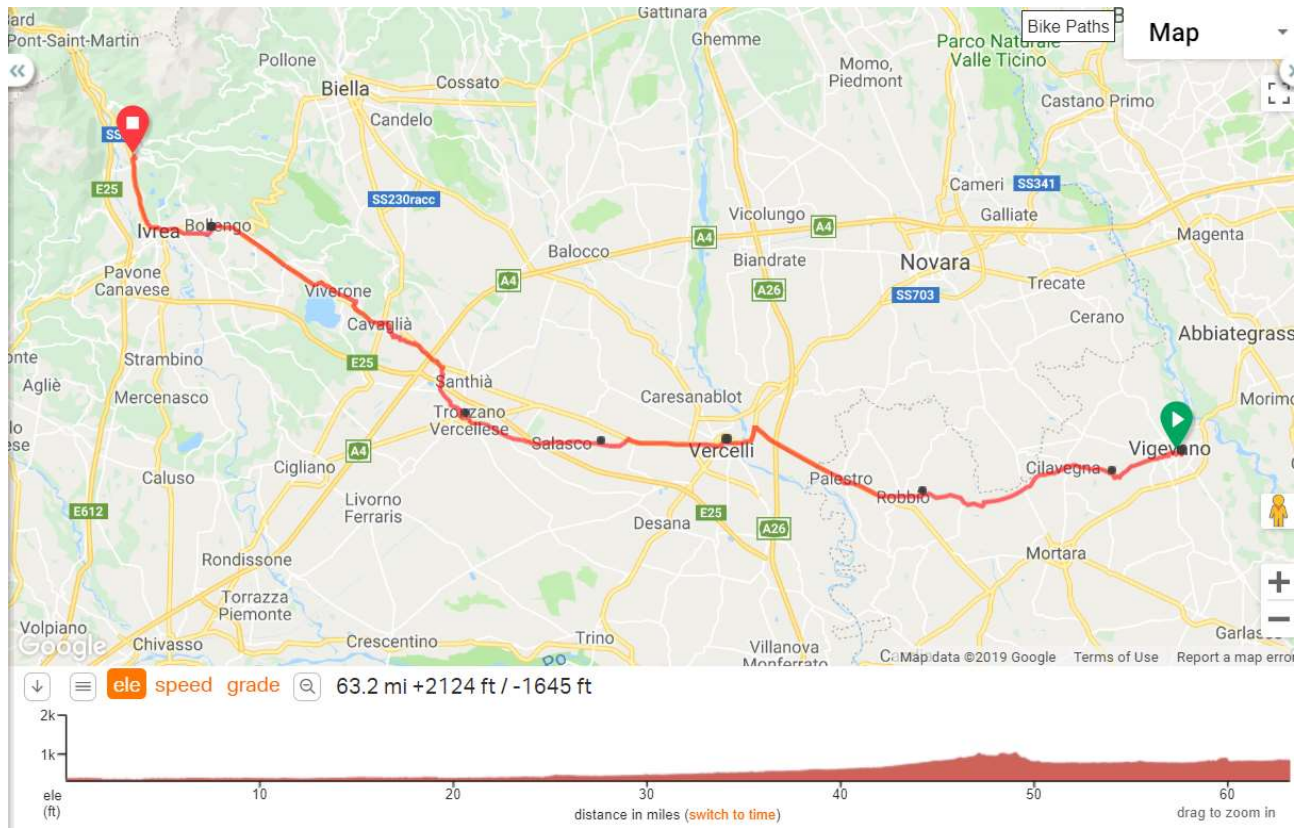 Gattinara
Bike Paths
B
Map
ard
Pont-Saint-Martin
Ghemme
Parco Naturale
Valle Ticino
Pollone
Momo,
Piedmont
«
Biella
Cossato
Castano Primo
Candelo
SS
E25
Cameri
SS341
SS230racc
Galliate
Vicolungo
A4
A4
Magenta
Ivrea
Bollengo
Balocco
Biandrate
Novara
Pavone
Canavese
A4
A26
SS703
Trecate
Viverone
Cerano
Cavaglià
Abbiategrass
onte
Strambino
E25
Agliè
Mercenasco
Santhià
Caresanablot
Morimo
Tronzano
Vercellese
lo
ese
Salasco
Vercelli
Vigevano
A4
Cigliano
Cilavegna
Caluso
Palestro
Robbio
Livorno
Ferraris
E612
E25
Desana
A26
Rondissone
Mortara
Torrazza
Piemonte
+
Volpiano
Chivasso
Crescentino
Trino
Villanova
Monferrato
Garlasc
−
Google
PO
Map data ©2019 Google Terms of Use Report a map error
ele speed grade 63.2 mi +2124 ft / -1645 ft
2k
1k
ele
(ft)
10 20 30 40 50 60
distance in miles (switch to time)
drag to zoom in